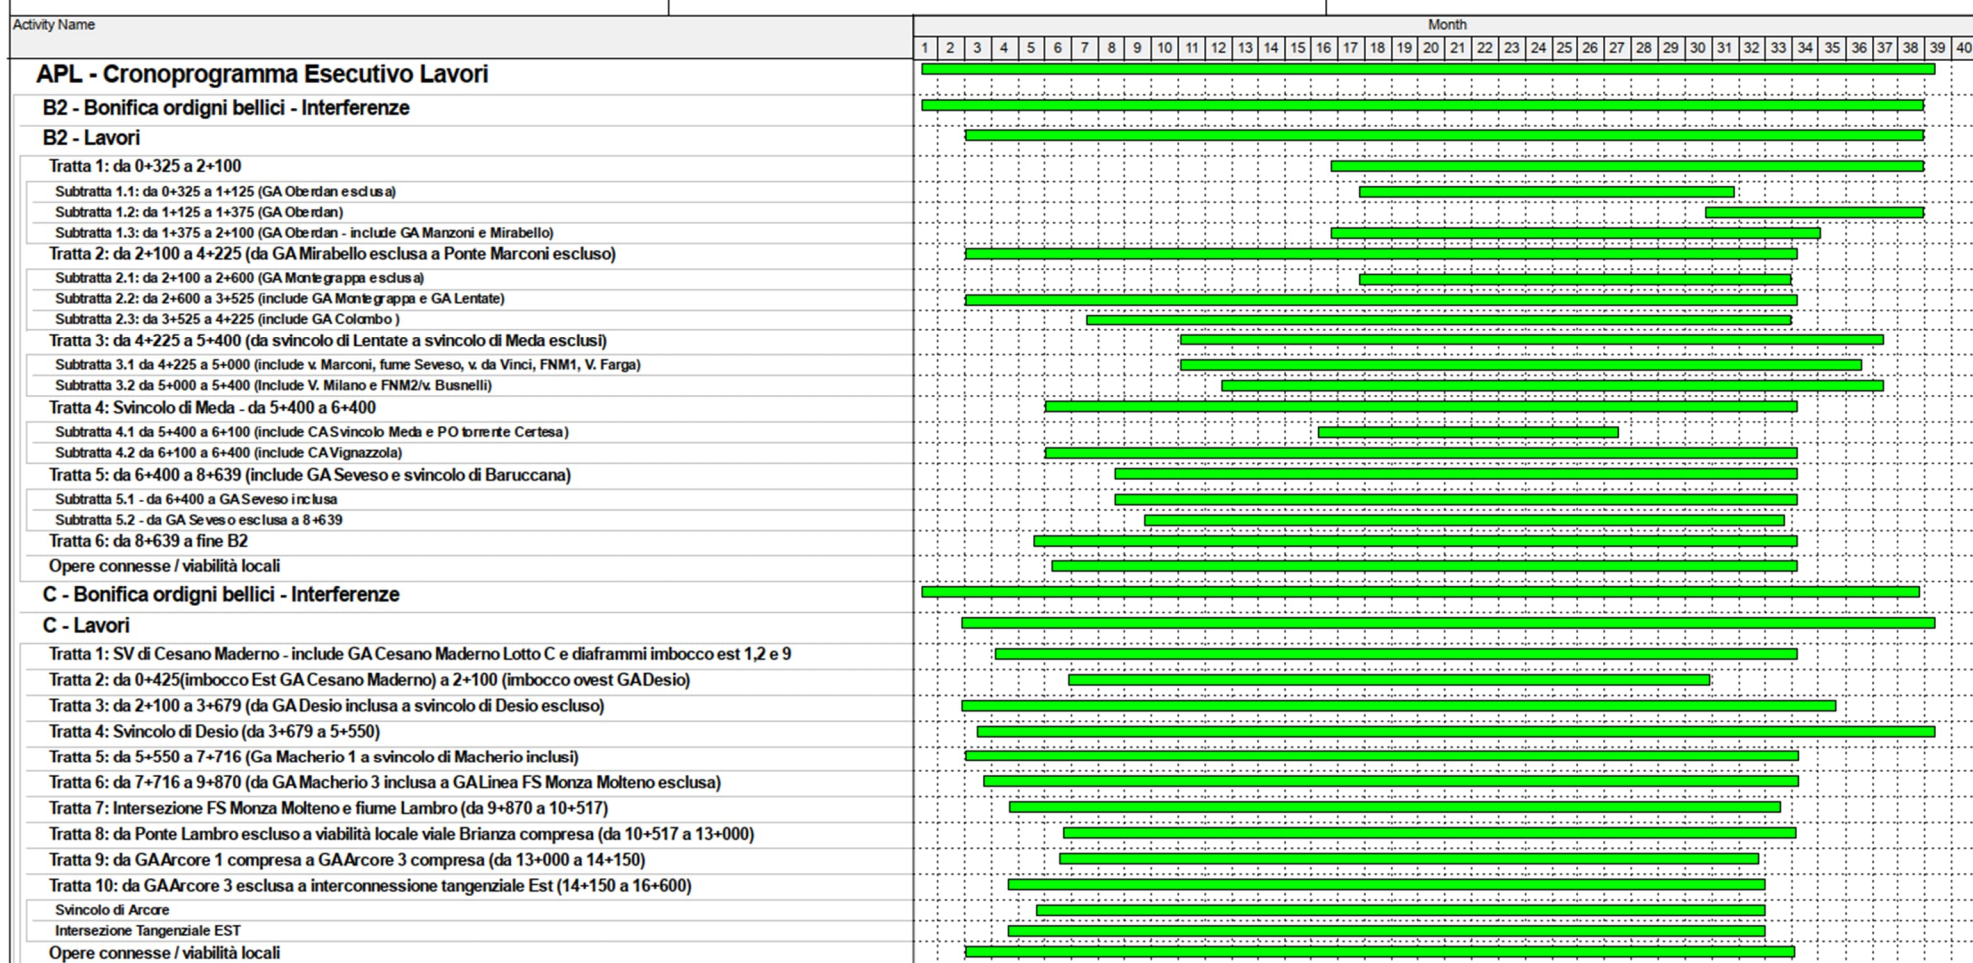 Activity Name
Month
1 2 3 4 5 6 7 8 9 10 11 12 13 14 15 16 17 18 19 20 21 22 23 24 25 26 27 28 29 30 31 32 33 34 35 36 37 38 39 40
APL - Cronoprogramma Esecutivo Lavori
B2 - Bonifica ordigni bellici - Interferenze
B2 - Lavori
Tratta 1: da 0+325 a 2+100
Subtratta 1.1: da 0+325 a 1+125 (GA Oberdan esclusa)
Subtratta 1.2: da 1+125 a 1+375 (GA Oberdan)
Subtratta 1.3: da 1+375 a 2+100 (GA Oberdan - include GA Manzoni e Mirabello)
Tratta 2: da 2+100 a 4+225 (da GA Mirabello esclusa a Ponte Marconi escluso)
Subtratta 2.1: da 2+100 a 2+600 (GA Montegrappa esclusa)
Subtratta 2.2: da 2+600 a 3+525 (include GA Montegrappa e GA Lentate)
Subtratta 2.3: da 3+525 a 4+225 (include GA Colombo )
Tratta 3: da 4+225 a 5+400 (da svincolo di Lentate a svincolo di Meda esclusi)
Subtratta 3.1 da 4+225 a 5+000 (include v. Marconi, fume Seveso, v. da Vinci, FNM1, V. Farga)
Subtratta 3.2 da 5+000 a 5+400 (Include V. Milano e FNM2/v. Busnelli)
Tratta 4: Svincolo di Meda - da 5+400 a 6+400
Subtratta 4.1 da 5+400 a 6+100 (include CA Svincolo Meda e PO torrente Certesa)
Subtratta 4.2 da 6+100 a 6+400 (include CA Vignazzola)
Tratta 5: da 6+400 a 8+639 (include GA Seveso e svincolo di Baruccana)
Subtratta 5.1 - da 6+400 a GA Seveso inclusa
Subtratta 5.2 - da GA Seveso esclusa a 8+639
Tratta 6: da 8+639 a fine B2
Opere connesse / viabilità locali
C - Bonifica ordigni bellici - Interferenze
C - Lavori
Tratta 1: SV di Cesano Maderno - include GA Cesano Maderno Lotto C e diaframmi imbocco est 1,2 e 9
Tratta 2: da 0+425(imbocco Est GA Cesano Maderno) a 2+100 (imbocco ovest GA Desio)
Tratta 3: da 2+100 a 3+679 (da GA Desio inclusa a svincolo di Desio escluso)
Tratta 4: Svincolo di Desio (da 3+679 a 5+550)
Tratta 5: da 5+550 a 7+716 (Ga Macherio 1 a svincolo di Macherio inclusi)
Tratta 6: da 7+716 a 9+870 (da GA Macherio 3 inclusa a GA Linea FS Monza Molteno esclusa)
Tratta 7: Intersezione FS Monza Molteno e fiume Lambro (da 9+870 a 10+517)
Tratta 8: da Ponte Lambro escluso a viabilità locale viale Brianza compresa (da 10+517 a 13+000)
Tratta 9: da GA Arcore 1 compresa a GA Arcore 3 compresa (da 13+000 a 14+150)
Tratta 10: da GA Arcore 3 esclusa a interconnessione tangenziale Est (14+150 a 16+600)
Svincolo di Arcore
Intersezione Tangenziale EST
Opere connesse / viabilità locali